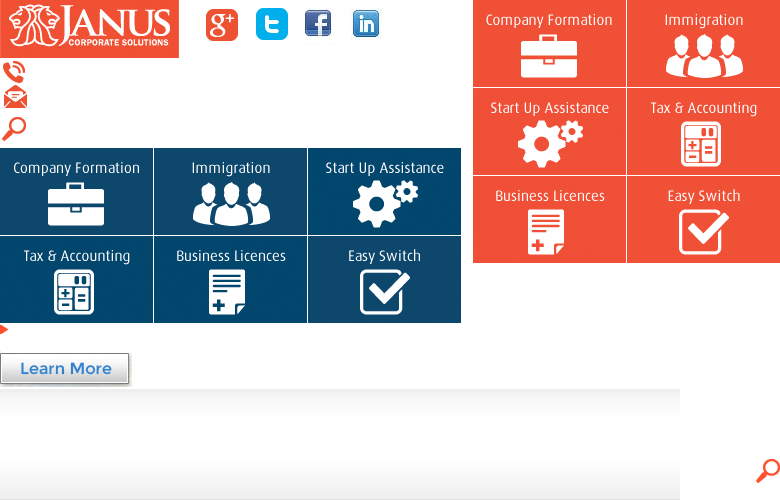 JANUS
CORPORATE SOLUTIONS
g+
t
f
in
Company Formation
Immigration
Start Up Assistance
Tax & Accounting
Business Licences
Easy Switch
Company Formation
Immigration
Start Up Assistance
Tax & Accounting
Business Licences
Easy Switch
Learn More